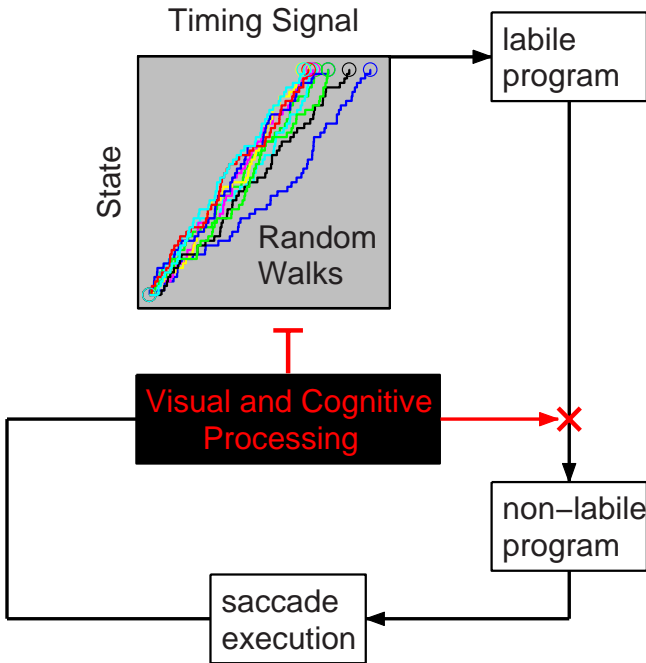 Timing Signal
labile
program
State
Random
Walks
Visual and Cognitive
Processing
non−labile
program
saccade
execution